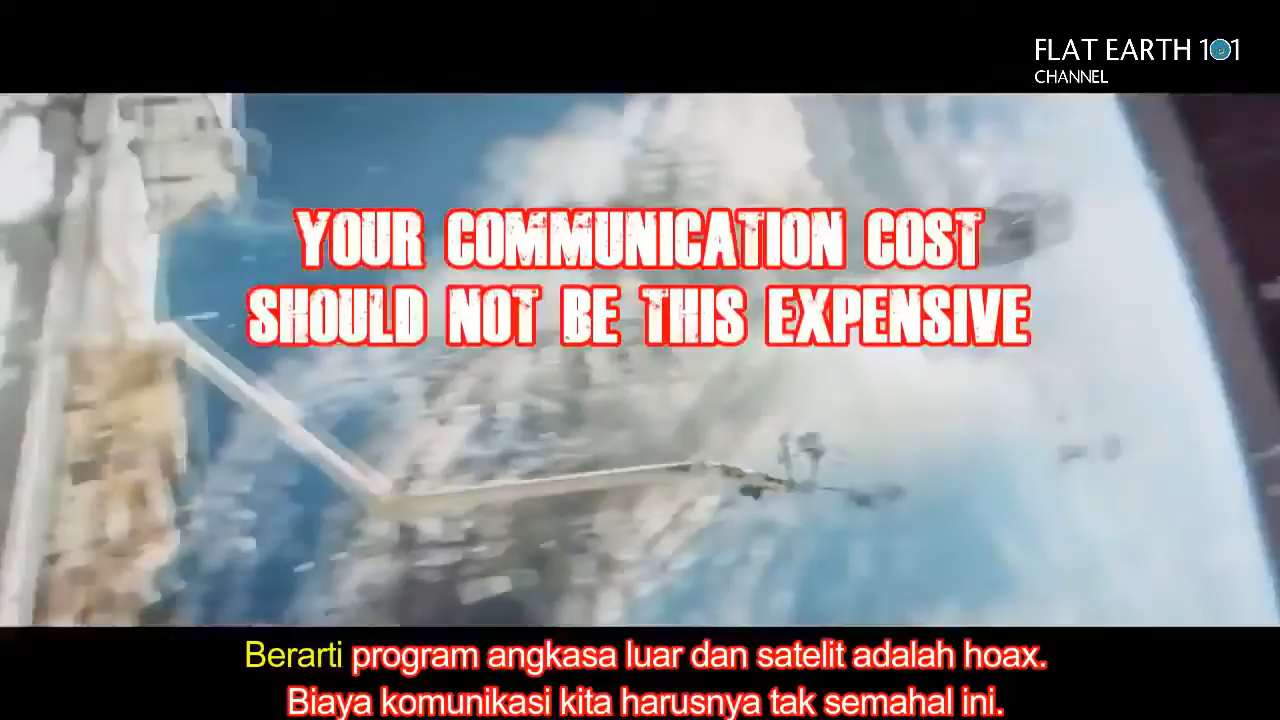 FLAT EARTH 101
CHANNEL
YOUR COMMUNICATION COST
SHOULD NOT BE THIS EXPENSIVE
Berarti program angkasa luar dan satelit adalah hoax.
Biaya komunikasi kita harusnya tak semahal ini.